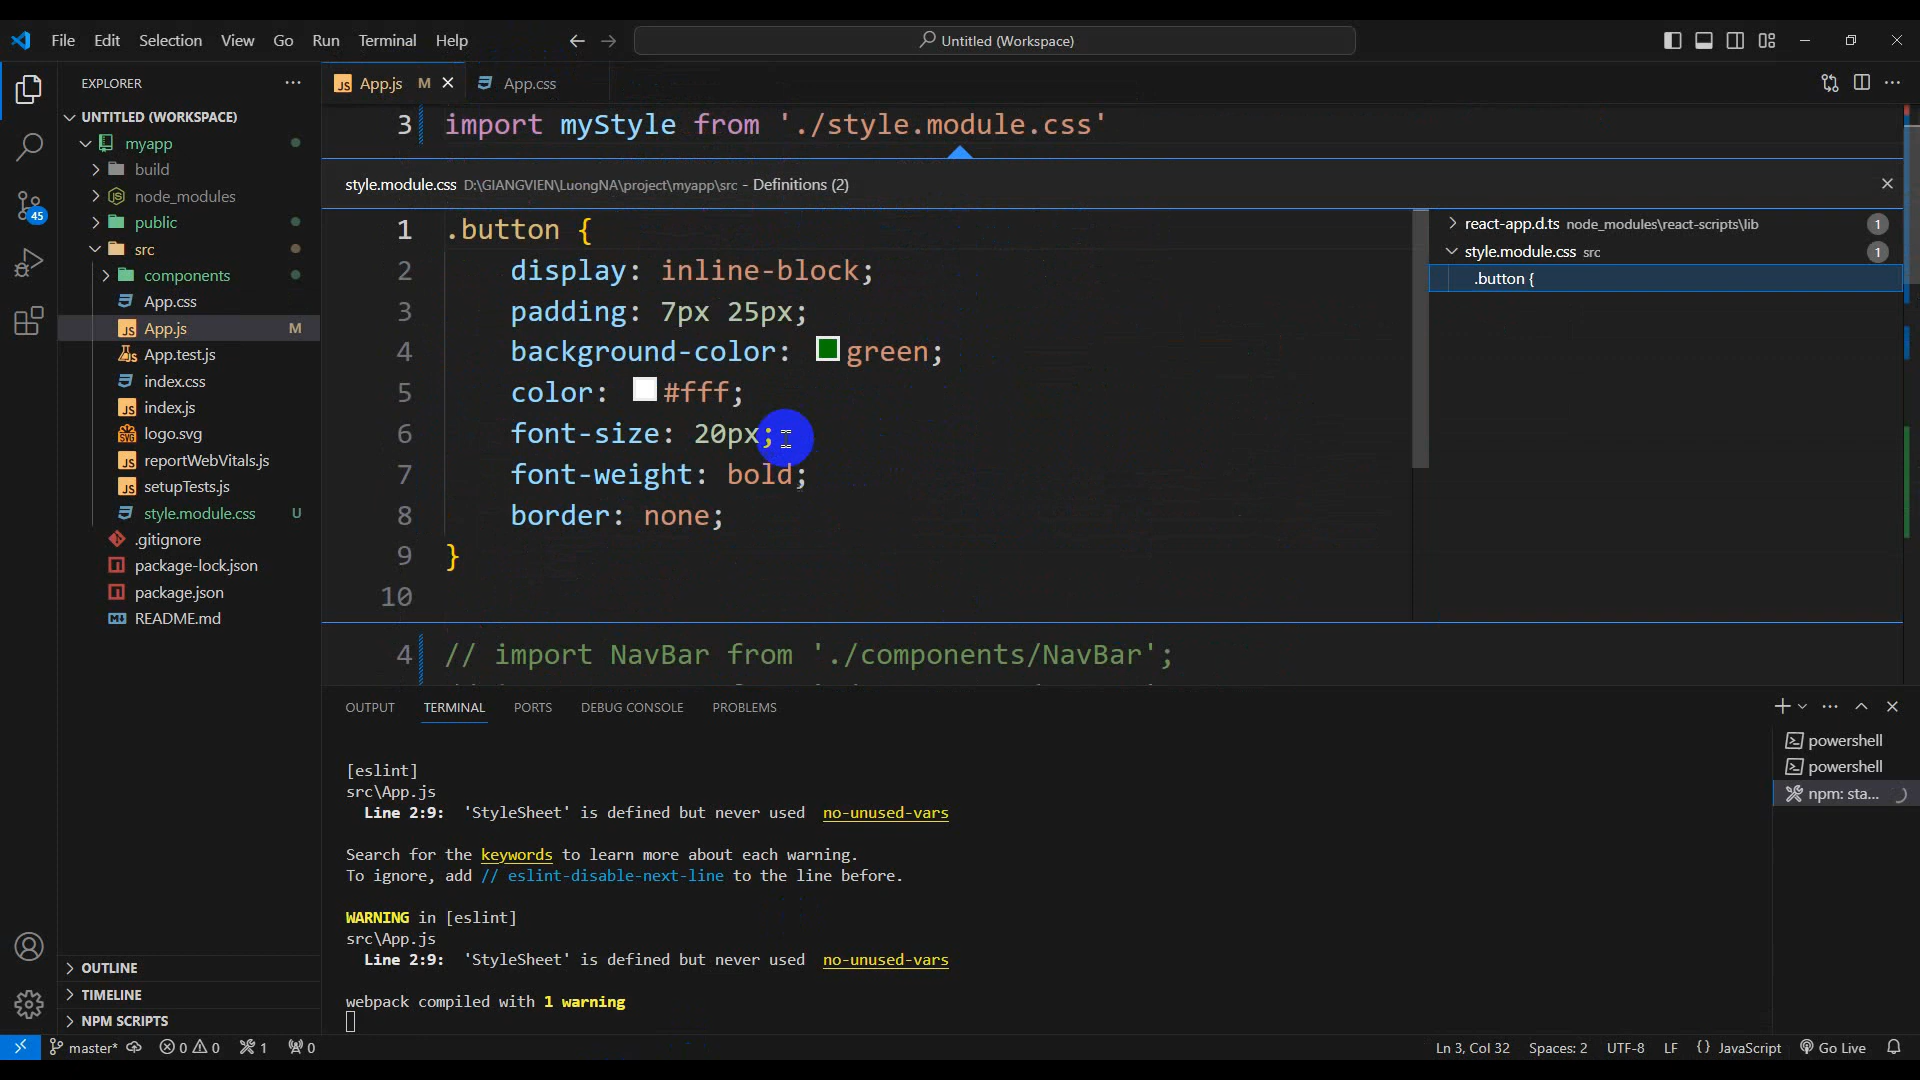 File Edit Selection View Go Run Terminal Help
Untitled (Workspace)
EXPLORER
UNTITLED (WORKSPACE)
myapp
build
node_modules
public
src
components
App.css
App.js M
App.test.js
index.css
index.js
logo.svg
reportWebVitals.js
setupTests.js
style.module.css U
.gitignore
package-lock.json
package.json
README.md
OUTLINE
TIMELINE
NPM SCRIPTS
45
App.js M
App.css
3 import myStyle from './style.module.css'
style.module.css D:\GIANGVIEN\LuongNA\project\myapp\src - Definitions (2)
1 .button {
2 display: inline-block;
3 padding: 7px 25px;
4 background-color: green;
5 color: #fff;
6 font-size: 20px;
7 font-weight: bold;
8 border: none;
9 }
10
react-app.d.ts node_modules\react-scripts\lib 1
style.module.css src 1
.button {
4 // import NavBar from './components/NavBar';
OUTPUT TERMINAL PORTS DEBUG CONSOLE PROBLEMS
[eslint]
src\App.js
Line 2:9: 'StyleSheet' is defined but never used no-unused-vars
Search for the keywords to learn more about each warning.
To ignore, add // eslint-disable-next-line to the line before.
WARNING in [eslint]
src\App.js
Line 2:9: 'StyleSheet' is defined but never used no-unused-vars
webpack compiled with 1 warning
powershell
powershell
npm: sta...
master* 0 0 1 0
Ln 3, Col 32 Spaces: 2 UTF-8 LF {} JavaScript Go Live